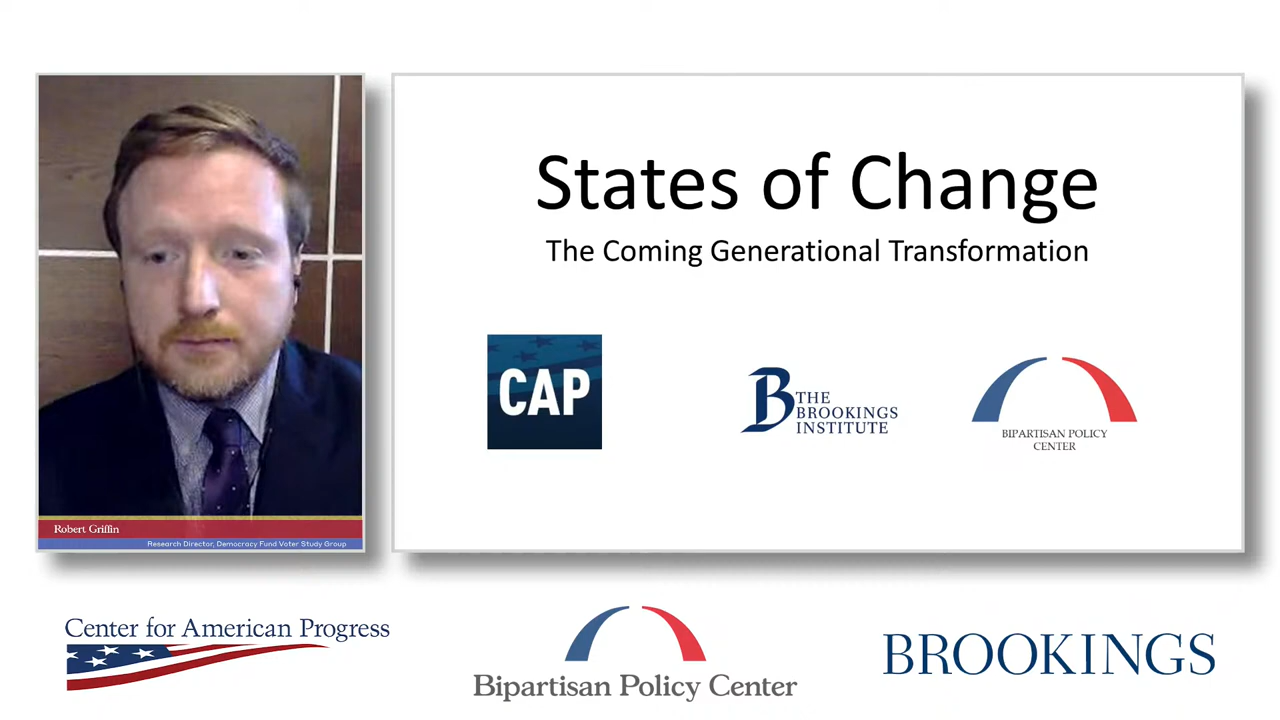 States of Change
The Coming Generational Transformation
CAP
B THE
BROOKINGS
INSTITUTE
BIPARTISAN POLICY
CENTER
Robert Griffin
Research Director, Democracy Fund Voter Study Group
Center for American Progress
Bipartisan Policy Center
BROOKINGS